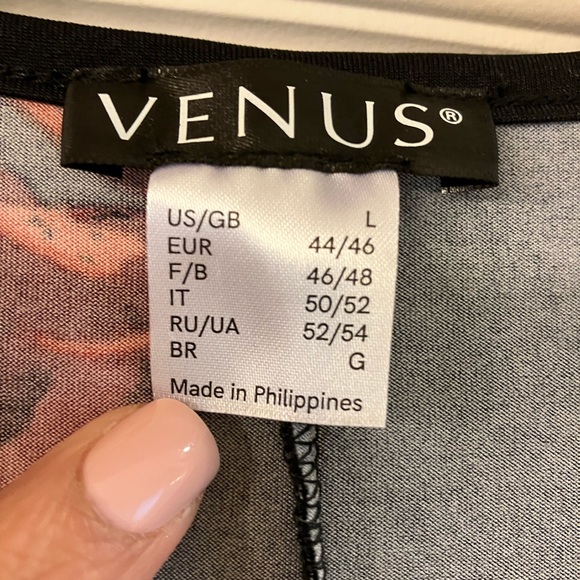 VENUS®
US/GB L
EUR 44/46
F/B 46/48
IT 50/52
RU/UA 52/54
BR G
Made in Philippines